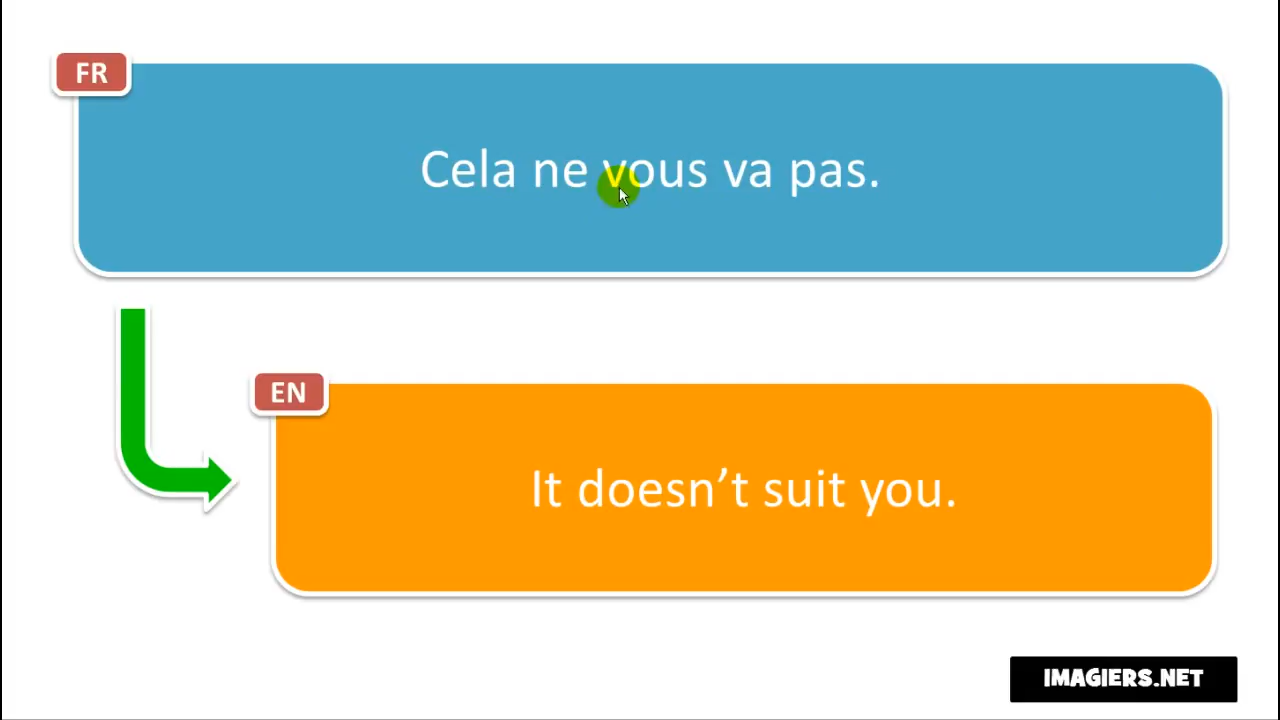 FR
Cela ne vous va pas.
EN
It doesn’t suit you.
IMAGIERS.NET